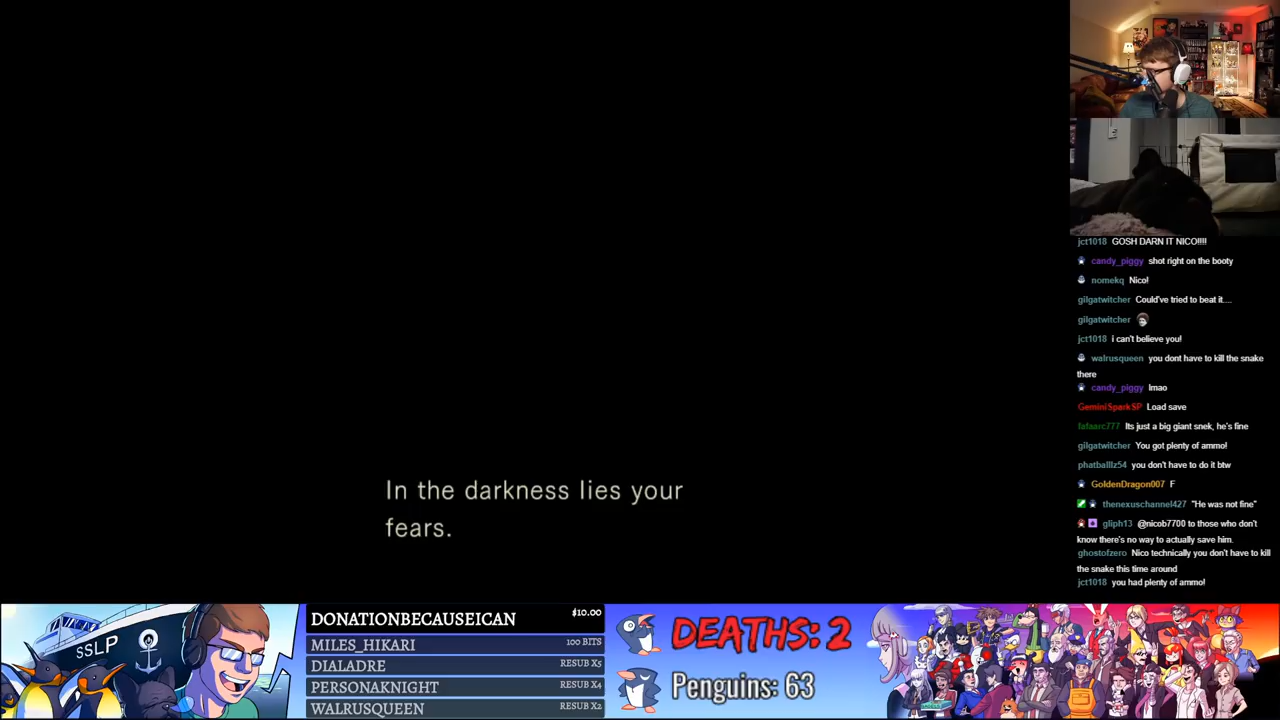 In the darkness lies your
fears.
jct1018 GOSH DARN IT NICO!!!!
candy_piggy shot right on the booty
nomekq Nico!
gilgatwitcher Could've tried to beat it....
gilgatwitcher
jct1018 i can't believe you!
walrusqueen you dont have to kill the snake
there
candy_piggy lmao
GeminiSparkSP Load save
fafaarc777 Its just a big giant snek, he's fine
gilgatwitcher You got plenty of ammo!
phatballlz54 you don't have to do it btw
GoldenDragon007 F
thenexuschannel427 "He was not fine"
gliph13 @nicob7700 to those who don't
know there's no way to actually save him.
ghostofzero Nico technically you don't have to kill
the snake this time around
jct1018 you had plenty of ammo!
SSLP
DONATIONBECAUSEICAN $10.00
MILES_HIKARI 100 BITS
DIALADRE RESUB X5
PERSONAKNIGHT RESUB X4
WALRUSQUEEN RESUB X2
DEATHS: 2
Penguins: 63